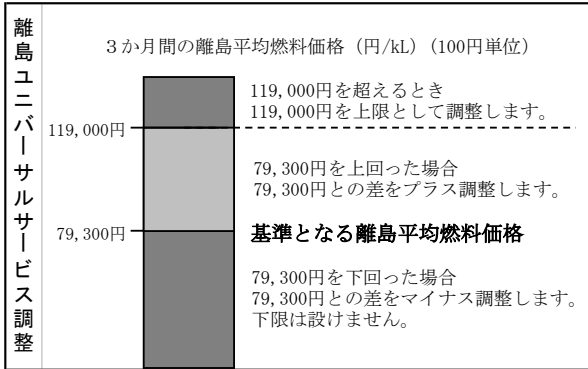 離島ユニバーサルサービス調整
３か月間の離島平均燃料価格（円/kL）(100円単位）
119,000円を超えるとき
119,000円を上限として調整します。
119,000円
79,300円を上回った場合
79,300円との差をプラス調整します。
79,300円
基準となる離島平均燃料価格
79,300円を下回った場合
79,300円との差をマイナス調整します。
下限は設けません。